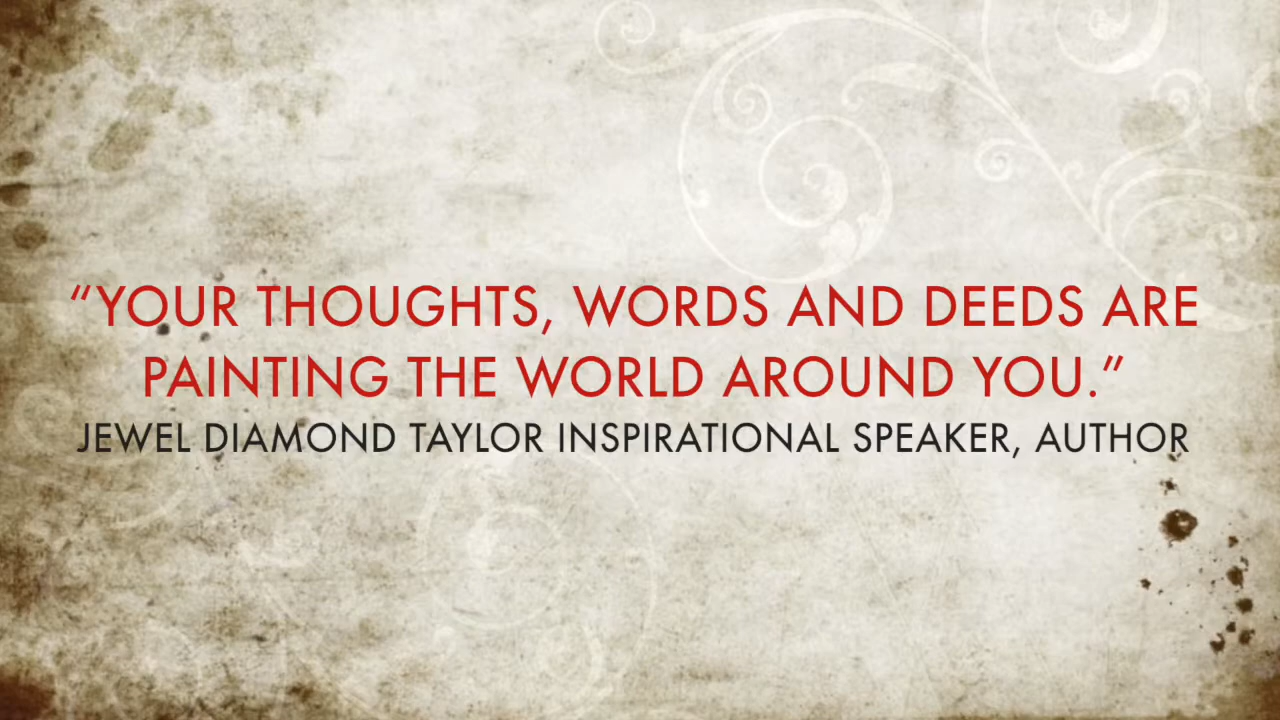 “YOUR THOUGHTS, WORDS AND DEEDS ARE
PAINTING THE WORLD AROUND YOU.”
JEWEL DIAMOND TAYLOR INSPIRATIONAL SPEAKER, AUTHOR